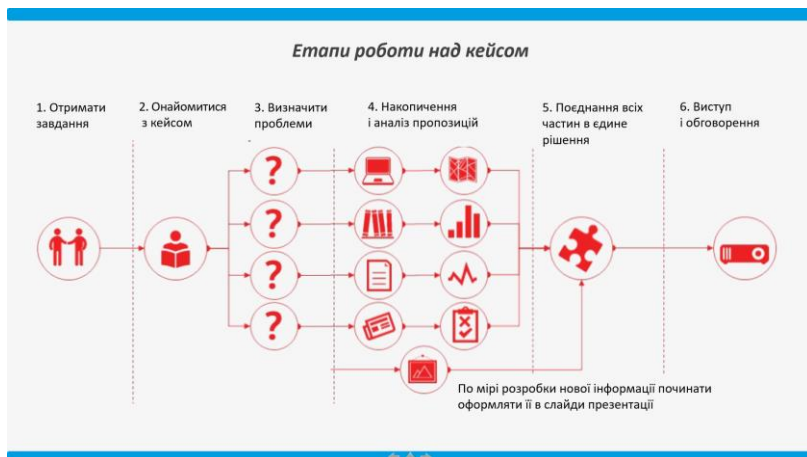 Етапи роботи над кейсом
1. Отримати
завдання
2. Онайомитися
з кейсом
3. Визначити
проблеми
4. Накопичення
і аналіз пропозицій
5. Поєднання всіх
частин в єдине
рішення
6. Виступ
і обговорення
? 
?
?
?
По мірі розробки нової інформації починати
оформляти її в слайди презентації